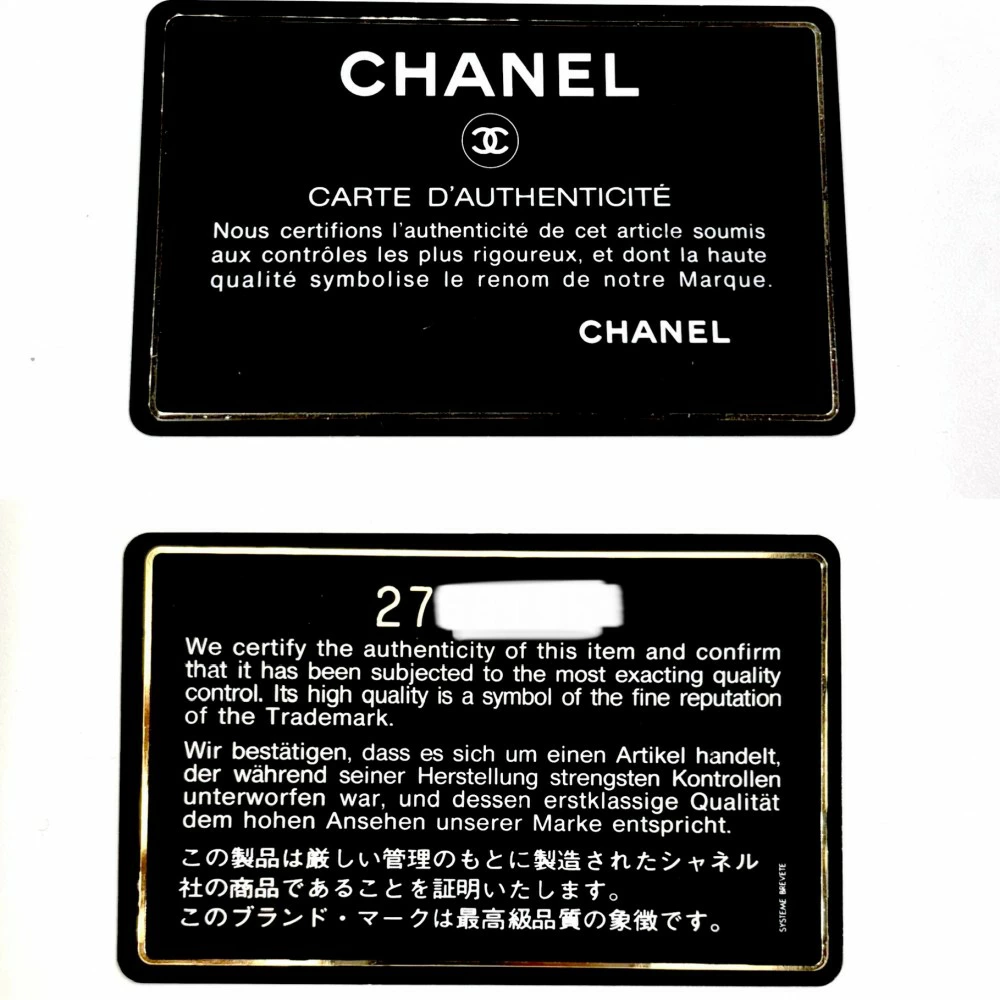 CHANEL
CARTE D'AUTHENTICITÉ
Nous certifions l'authenticité de cet article soumis
aux contrôles les plus rigoureux, et dont la haute
qualité symbolise le renom de notre Marque.
CHANEL
27
We certify the authenticity of this item and confirm
that it has been subjected to the most exacting quality
control. Its high quality is a symbol of the fine reputation
of the Trademark.
Wir bestätigen, dass es sich um einen Artikel handelt,
der während seiner Herstellung strengsten Kontrollen
unterworfen war, und dessen erstklassige Qualität
dem hohen Ansehen unserer Marke entspricht.
この製品は厳しい管理のもとに製造されたシャネル
社の商品であることを証明いたします。
このブランド・マークは最高級品質の象徴です。
SYSTEME BREVETE